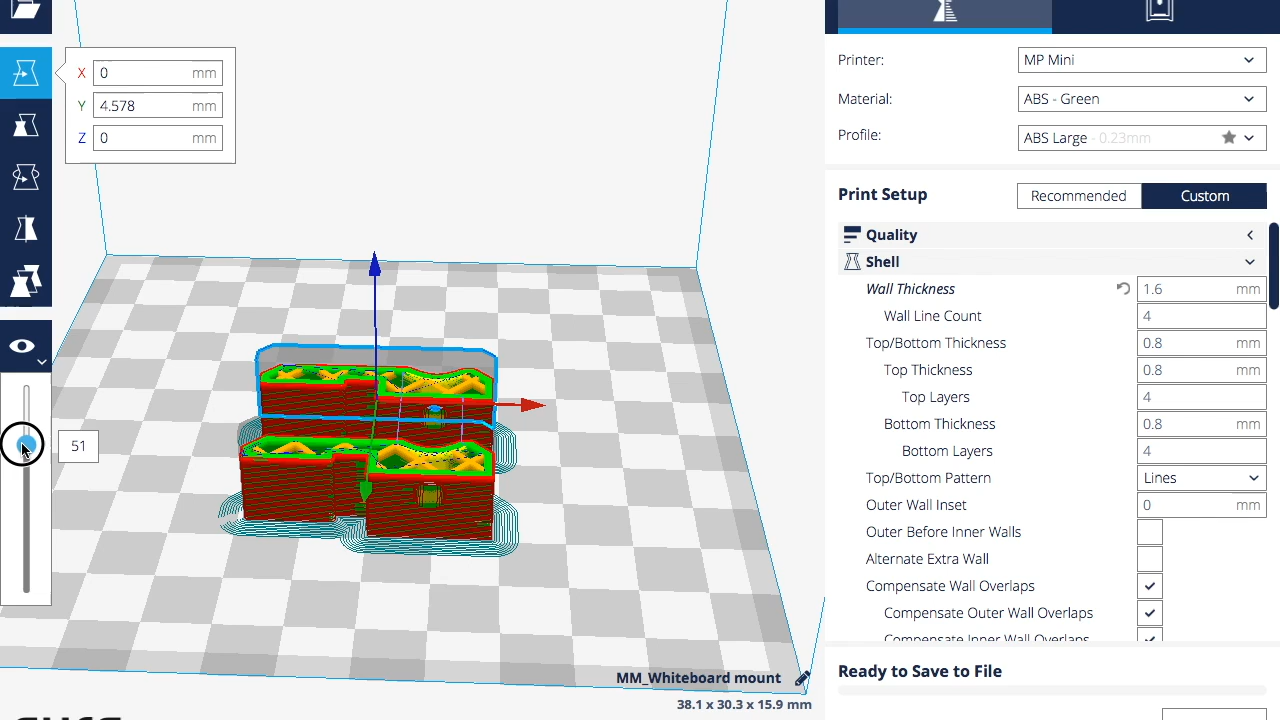 X 0 mm
Y 4.578 mm
Z 0 mm
51
MM_Whiteboard mount
38.1 x 30.3 x 15.9 mm
Printer: MP Mini
Material: ABS - Green
Profile: ABS Large - 0.23mm
Print Setup Recommended Custom
Quality
Shell
Wall Thickness 1.6 mm
Wall Line Count 4
Top/Bottom Thickness 0.8 mm
Top Thickness 0.8 mm
Top Layers 4
Bottom Thickness 0.8 mm
Bottom Layers 4
Top/Bottom Pattern Lines
Outer Wall Inset 0 mm
Outer Before Inner Walls
Alternate Extra Wall
Compensate Wall Overlaps
Compensate Outer Wall Overlaps
Compensate Inner Wall Overlaps
Ready to Save to File